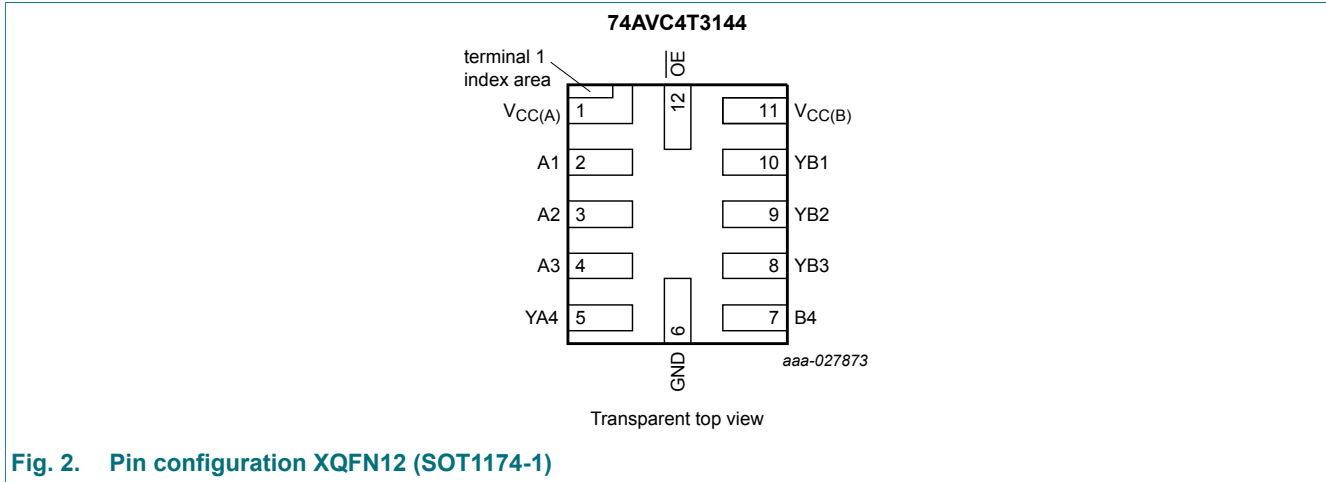 74AVC4T3144
terminal 1
index area
OE
12
VCC(A) 1
11 VCC(B)
A1 2
10 YB1
A2 3
9 YB2
A3 4
8 YB3
YA4 5
7 B4
6
GND
aaa-027873
Transparent top view
Fig. 2. Pin configuration XQFN12 (SOT1174-1)